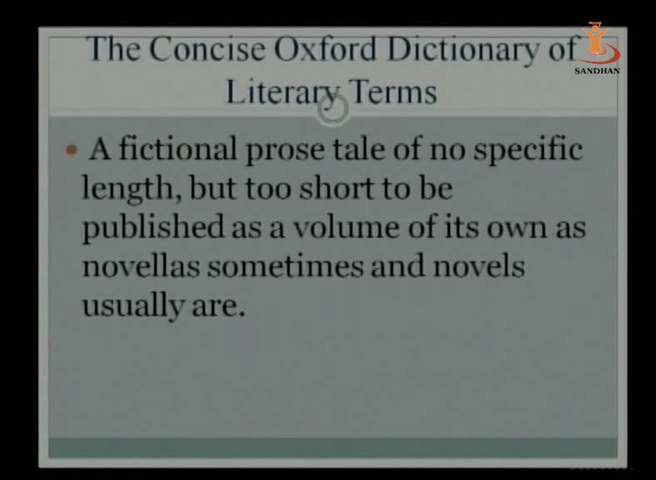 The Concise Oxford Dictionary of
Literary Terms
SANDHAN
A fictional prose tale of no specific
length, but too short to be
published as a volume of its own as
novellas sometimes and novels
usually are.